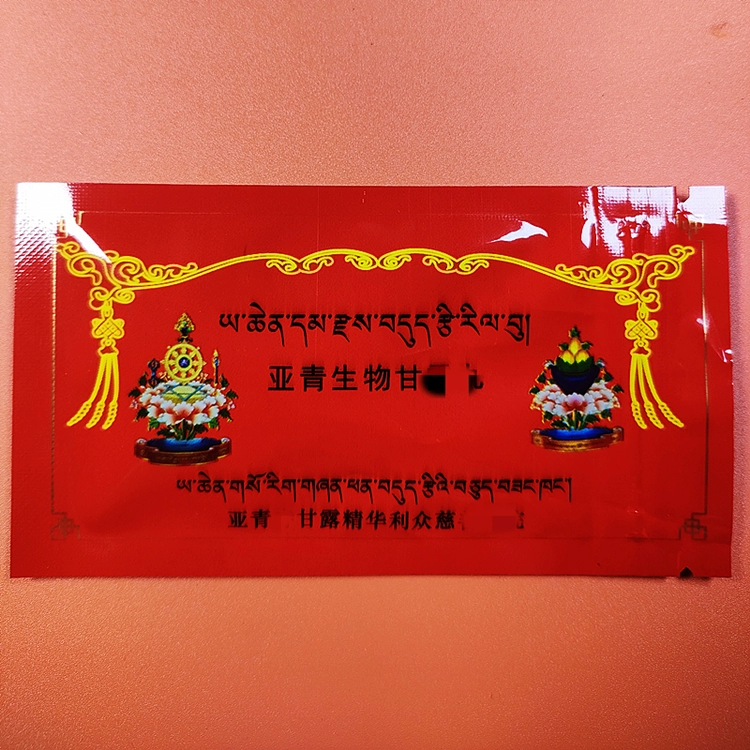 ཡ་ཆེན་དམ་རྫས་བདུད་རྩི་རིལ་བུ།
亚青生物甘
ཡ་ཆེན་གསོ་རིག་གཞན་ཕན་བདུད་རྩིའི་བཅུད་བཟང་ཁང་།
亚青 甘露精华利众慈